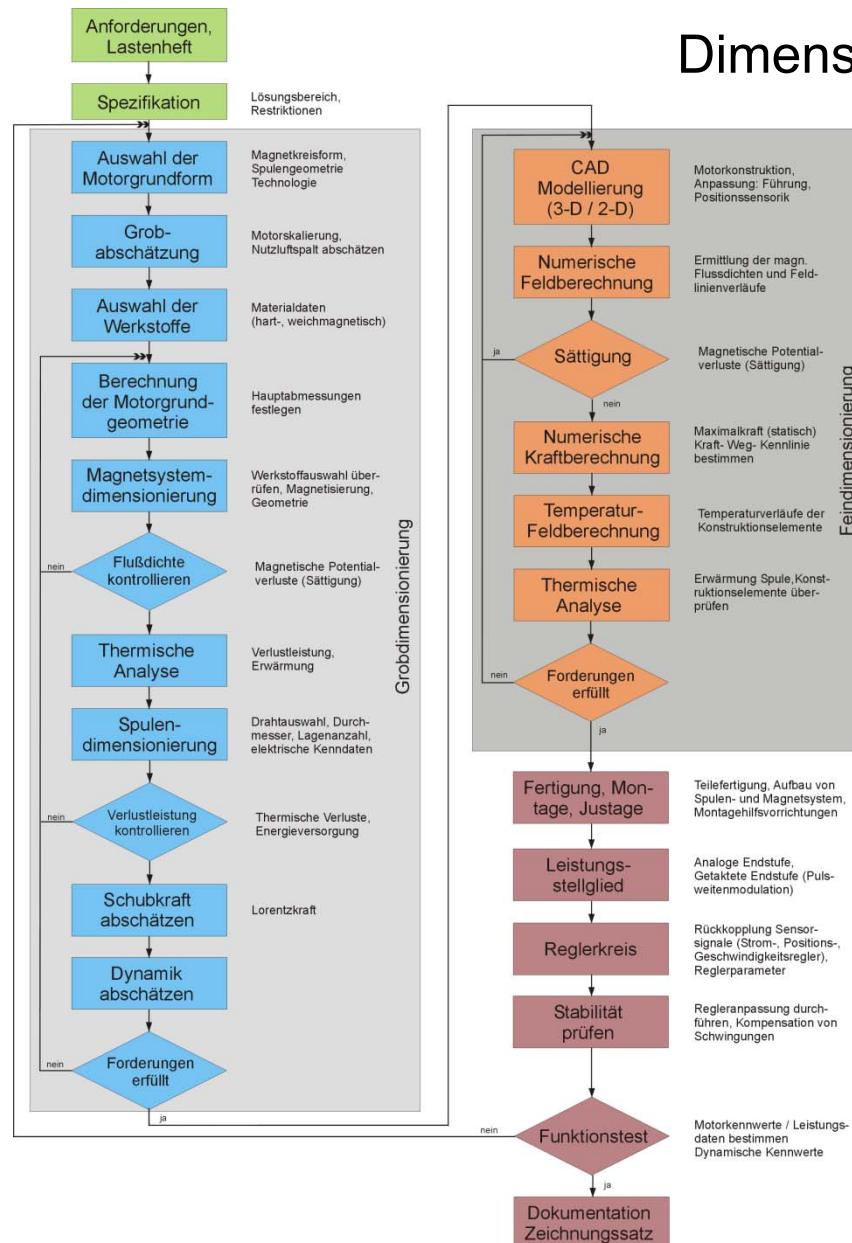 Dimens
Anforderungen,
Lastenheft
Spezifikation
Lösungsbereich,
Restriktionen
Auswahl der
Motorgrundform
Magnetkreisform,
Spulengeometrie
Technologie
Grob-
abschätzung
Motorskalierung,
Nutzluftspalt abschätzen
Auswahl der
Werkstoffe
Materialdaten
(hart-, weichmagnetisch)
Berechnung
der Motorgrund-
geometrie
Hauptabmessungen
festlegen
Magnetsystem-
dimensionierung
Werkstoffauswahl über-
rüfen, Magnetisierung,
Geometrie
nein
Flußdichte
kontrollieren
Magnetische Potential-
verluste (Sättigung)
Thermische
Analyse
Verlustleistung,
Erwärmung
Spulen-
dimensionierung
Drahtauswahl, Durch-
messer, Lagenanzahl,
elektrische Kenndaten
nein
Verlustleistung
kontrollieren
Thermische Verluste,
Energieversorgung
Schubkraft
abschätzen
Lorentzkraft
Dynamik
abschätzen
nein
Forderungen
erfüllt
ja
Grobdimensionierung
CAD
Modellierung
(3-D / 2-D)
Motorkonstruktion,
Anpassung: Führung,
Positionssensorik
Numerische
Feldberechnung
Ermittlung der magn.
Flussdichten und Feld-
linienverläufe
ja
Sättigung
Magnetische Potential-
verluste (Sättigung)
nein
Numerische
Kraftberechnung
Maximalkraft (statisch)
Kraft- Weg- Kennlinie
bestimmen
Temperatur-
Feldberechnung
Temperaturverläufe der
Konstruktionselemente
Thermische
Analyse
Erwärmung Spule,Konst-
ruktionselemente über-
prüfen
nein
Forderungen
erfüllt
ja
Feindimensionierung
Fertigung, Mon-
tage, Justage
Teilefertigung, Aufbau von
Spulen- und Magnetsystem,
Montagehilfsvorrichtungen
Leistungs-
stellglied
Analoge Endstufe,
Getaktete Endstufe (Puls-
weitenmodulation)
Reglerkreis
Rückkopplung Sensor-
signale (Strom-, Positions-,
Geschwindigkeitsregler),
Reglerparameter
Stabilität
prüfen
Regleranpassung durch-
führen, Kompensation von
Schwingungen
nein
Funktionstest
Motorkennwerte / Leistungs-
daten bestimmen
Dynamische Kennwerte
ja
Dokumentation
Zeichnungssatz